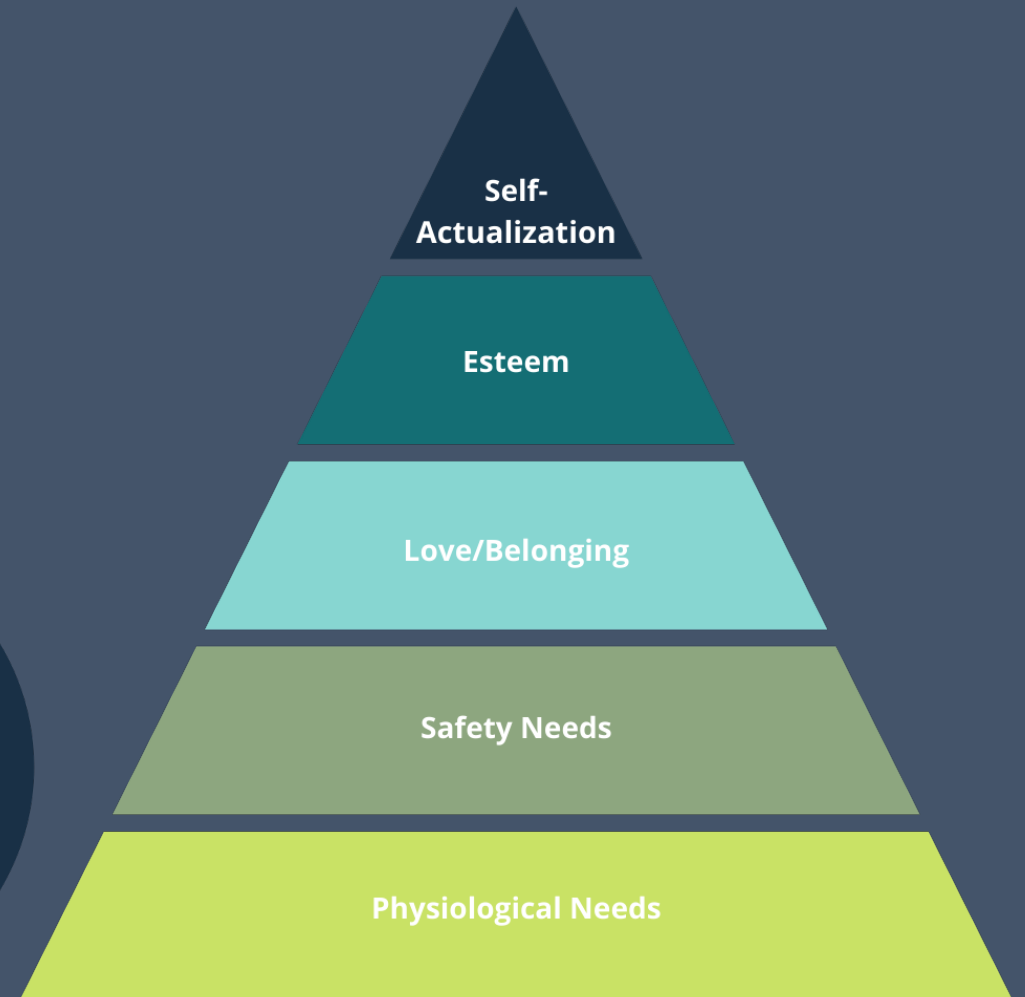 Self-
Actualization
Esteem
Love/Belonging
Safety Needs
Physiological Needs